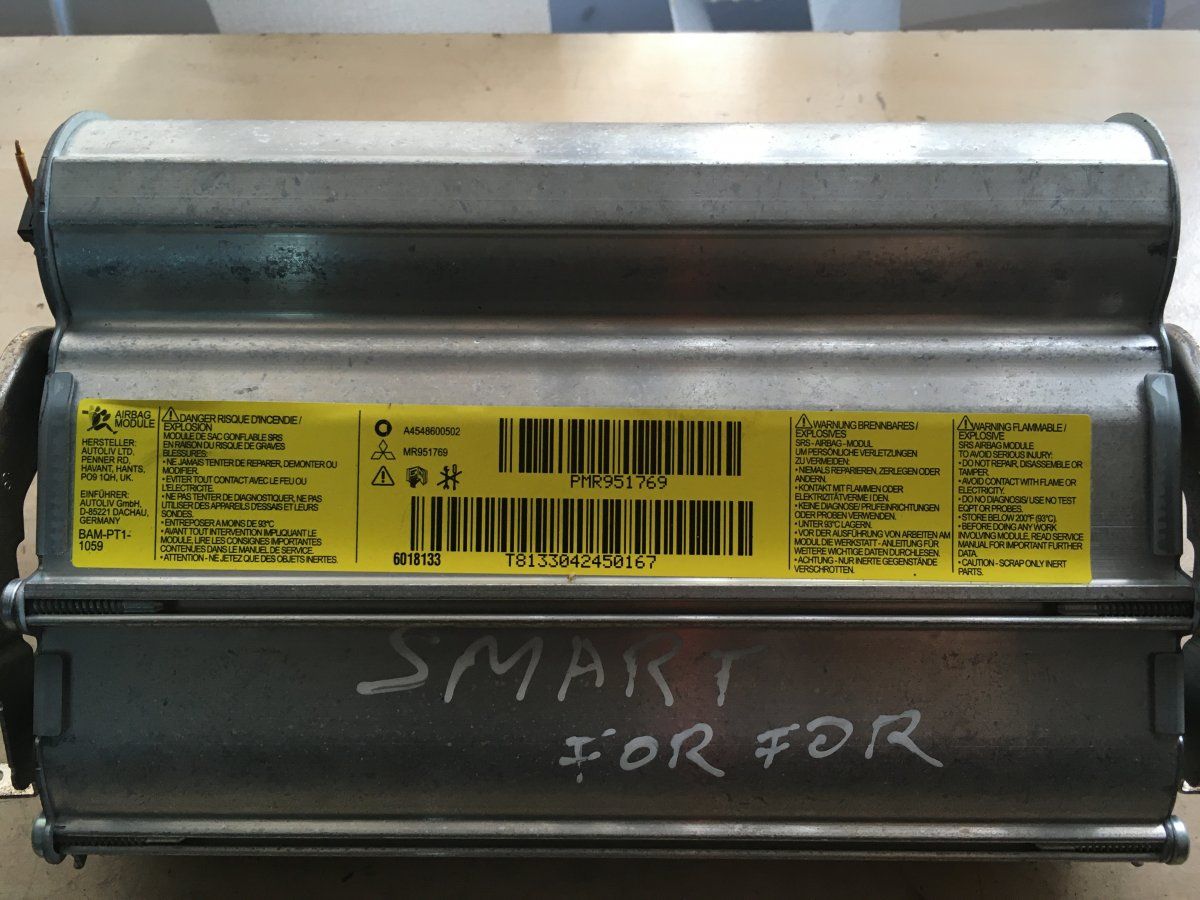 AIRBAG
MODULE
HERSTELLER:
AUTOLIV LTD.
PENNER RD,
HAVANT, HANTS,
PO9 1QH, UK.
EINFÜHRER:
AUTOLIV GmbH,
D-85221 DACHAU,
GERMANY
BAM-PT1-
1059
DANGER RISQUE D'INCENDIE /
EXPLOSION
MODULE DE SAC GONFLABLE SRS
EN RAISON DU RISQUE DE GRAVES
BLESSURES:
• NE JAMAIS TENTER DE REPARER, DEMONTER OU
MODIFIER.
• EVITER TOUT CONTACT AVEC LE FEU OU
L'ELECTRICITE.
• NE PAS TENTER DE DIAGNOSTIQUER, NE PAS
UTILISER DES APPAREILS D'ESSAIS ET LEURS
SONDES.
• ENTREPOSER A MOINS DE 93°C
• AVANT TOUT INTERVENTION IMPLIQUANT LE
MODULE, LIRE LES CONSIGNES IMPORTANTES
CONTENUES DANS LE MANUEL DE SERVICE.
• ATTENTION - NE JETEZ QUE DES OBJETS INERTES.
A4548600502
MR951769
PMR951769
6018133
T8133042450167
WARNUNG BRENNBARES /
EXPLOSIVES
SRS - AIRBAG - MODUL
UM PERSÖNLICHE VERLETZUNGEN
ZU VERMEIDEN:
• NIEMALS REPARIEREN, ZERLEGEN ODER
ANDERN.
• KONTAKT MIT FLAMMEN ODER
ELEKTRIZITÄTVERME I DEN.
• KEINE DIAGNOSE / PRÜFEINRICHTUNGEN
ODER PROBEN VERWENDEN.
• UNTER 93°C LAGERN.
• VOR DER AUSFÜHRUNG VON ARBEITEN AM
MODUL DIE WERKSTATT - ANLEITUNG FÜR
WEITERE WICHTIGE DATEN DURCHLESEN.
• ACHTUNG - NUR INERTE GEGENSTÄNDE
VERSCHROTTEN.
WARNING FLAMMABLE /
EXPLOSIVE
SRS AIRBAG MODULE
TO AVOID SERIOUS INJURY:
• DO NOT REPAIR, DISASSEMBLE OR
TAMPER.
• AVOID CONTACT WITH FLAME OR
ELECTRICITY.
• DO NO DIAGNOSIS/ USE NO TEST
EQPT OR PROBES.
• STORE BELOW 200°F (93°C).
• BEFORE DOING ANY WORK
INVOLVING MODULE, READ SERVICE
MANUAL FOR IMPORTANT FURTHER
DATA.
• CAUTION - SCRAP ONLY INERT
PARTS.
SMART
FOR FOR